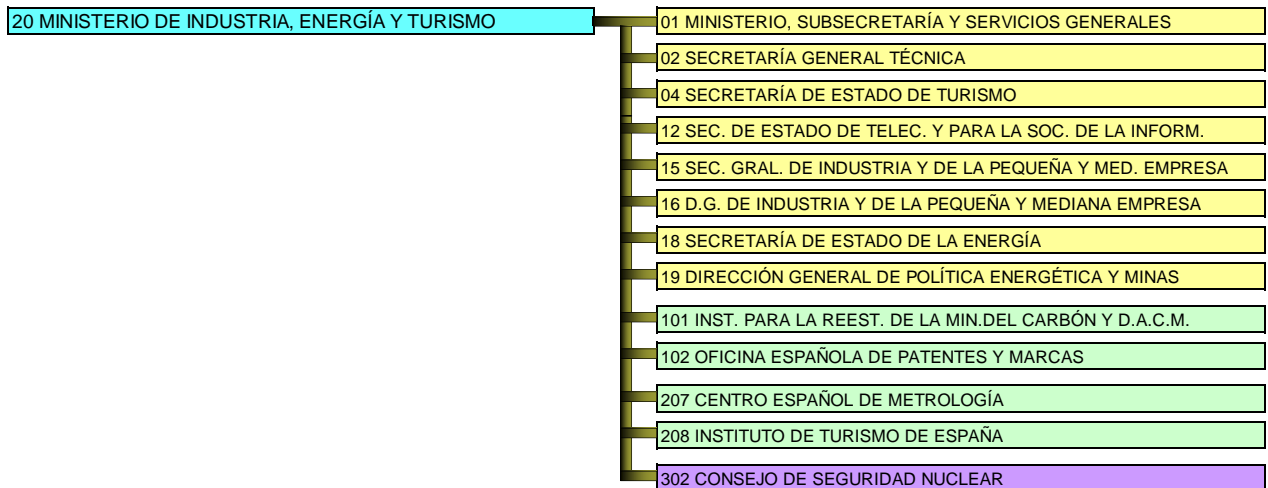 20 MINISTERIO DE INDUSTRIA, ENERGÍA Y TURISMO
01 MINISTERIO, SUBSECRETARÍA Y SERVICIOS GENERALES
02 SECRETARÍA GENERAL TÉCNICA
04 SECRETARÍA DE ESTADO DE TURISMO
12 SEC. DE ESTADO DE TELEC. Y PARA LA SOC. DE LA INFORM.
15 SEC. GRAL. DE INDUSTRIA Y DE LA PEQUEÑA Y MED. EMPRESA
16 D.G. DE INDUSTRIA Y DE LA PEQUEÑA Y MEDIANA EMPRESA
18 SECRETARÍA DE ESTADO DE LA ENERGÍA
19 DIRECCIÓN GENERAL DE POLÍTICA ENERGÉTICA Y MINAS
101 INST. PARA LA REEST. DE LA MIN.DEL CARBÓN Y D.A.C.M.
102 OFICINA ESPAÑOLA DE PATENTES Y MARCAS
207 CENTRO ESPAÑOL DE METROLOGÍA
208 INSTITUTO DE TURISMO DE ESPAÑA
302 CONSEJO DE SEGURIDAD NUCLEAR